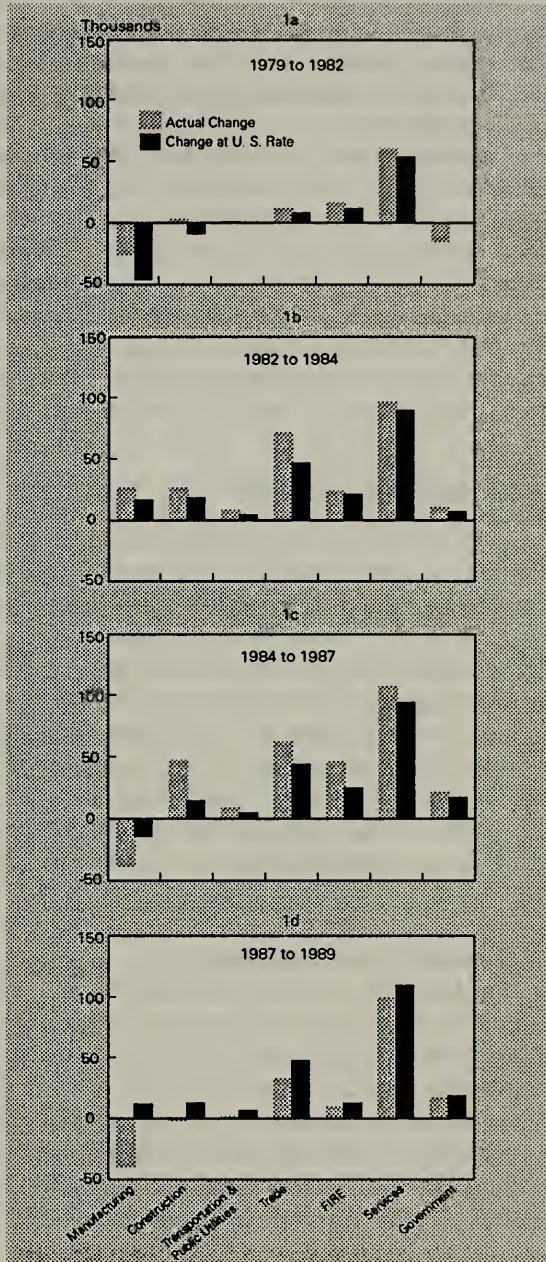 1a
Thousands
150
1979 to 1982
100
Actual Change
Change at U. S. Rate
50
0
-50
1b
150
1982 to 1984
100
50
0
-50
1c
150
1984 to 1987
100
50
0
-50
1d
150
1987 to 1989
100
50
0
-50
Manufacturing
Construction
Transportation &
Public Utilities
Trade
FIRE
Services
Government